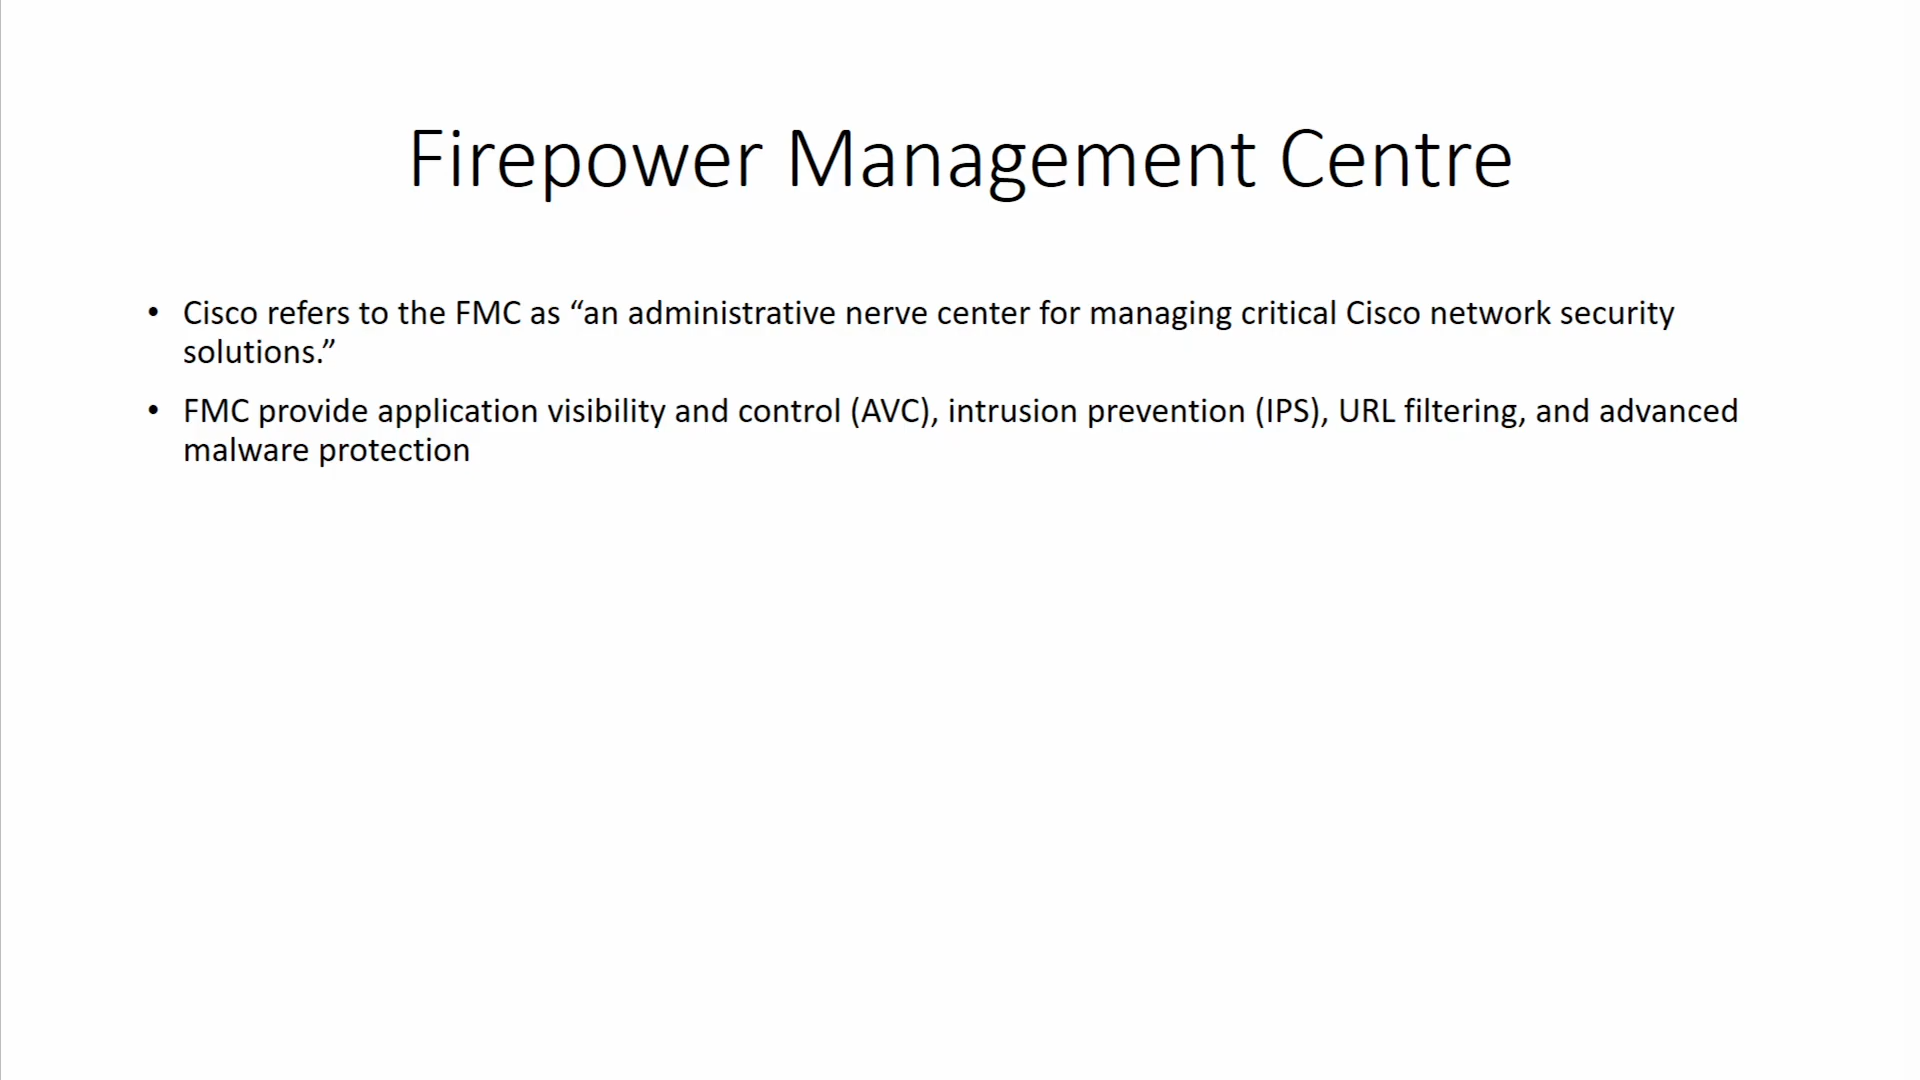 Firepower Management Centre
• Cisco refers to the FMC as “an administrative nerve center for managing critical Cisco network security
solutions.”
• FMC provide application visibility and control (AVC), intrusion prevention (IPS), URL filtering, and advanced
malware protection